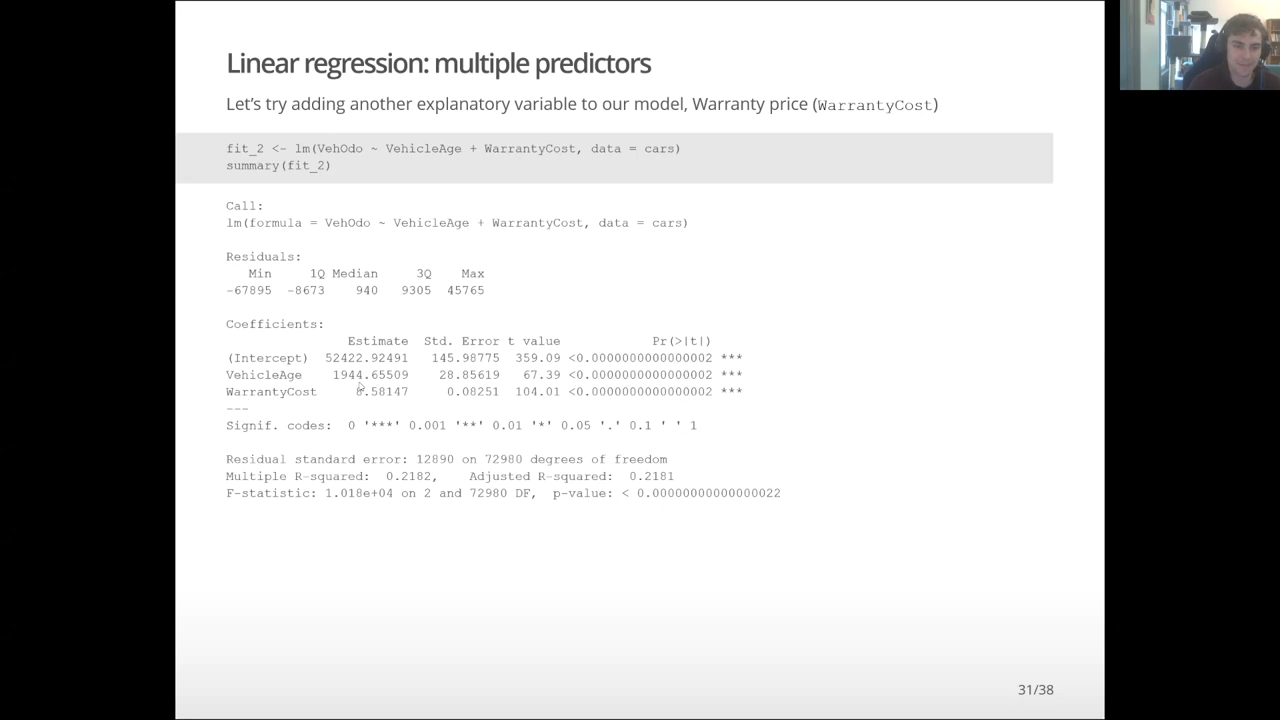 Linear regression: multiple predictors
Let's try adding another explanatory variable to our model, Warranty price (WarrantyCost)
fit_2 <- lm(VehOdo ~ VehicleAge + WarrantyCost, data = cars)
summary(fit_2)
Call:
lm(formula = VehOdo ~ VehicleAge + WarrantyCost, data = cars)
Residuals:
Min 1Q Median 3Q Max
-67895 -8673 940 9305 45765
Coefficients:
Estimate Std. Error t value Pr(>|t|)
(Intercept) 52422.92491 145.98775 359.09 <0.0000000000000002 ***
VehicleAge 1944.65509 28.85619 67.39 <0.0000000000000002 ***
WarrantyCost 8.58147 0.08251 104.01 <0.0000000000000002 ***
---
Signif. codes: 0 '***' 0.001 '**' 0.01 '*' 0.05 '.' 0.1 ' ' 1
Residual standard error: 12890 on 72980 degrees of freedom
Multiple R-squared: 0.2182, Adjusted R-squared: 0.2181
F-statistic: 1.018e+04 on 2 and 72980 DF, p-value: < 0.00000000000000022
31/38